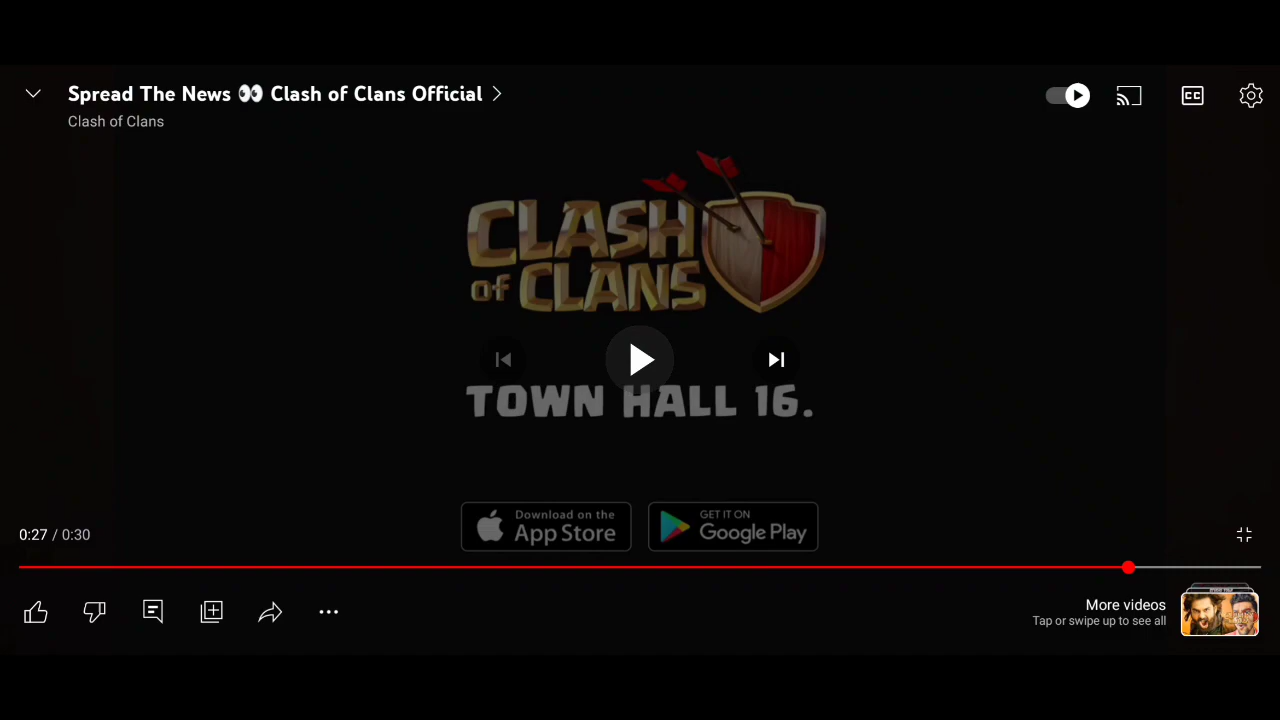 Spread The News 👀 Clash of Clans Official
Clash of Clans
CC
CLASH
of CLANS
TOWN HALL 16.
Download on the
App Store
GET IT ON
Google Play
0:27 / 0:30
More videos
Tap or swipe up to see all